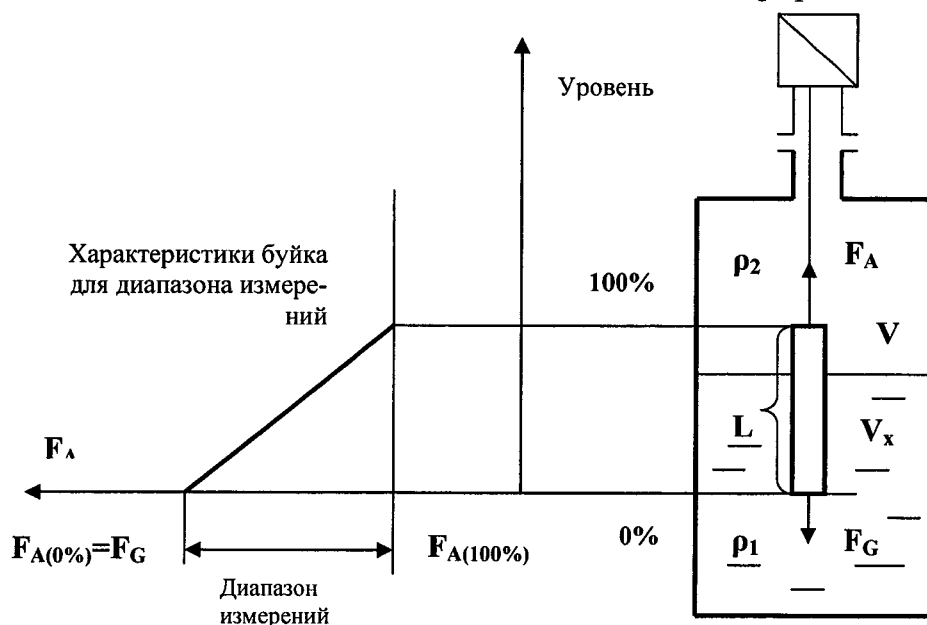 Уровень
Характеристики буйка
для диапазона измере-
ний
100%
ρ2
FA
V
L
Vx
FA
FA(0%)=FG
FA(100%)
0%
ρ1
FG
Диапазон
измерений